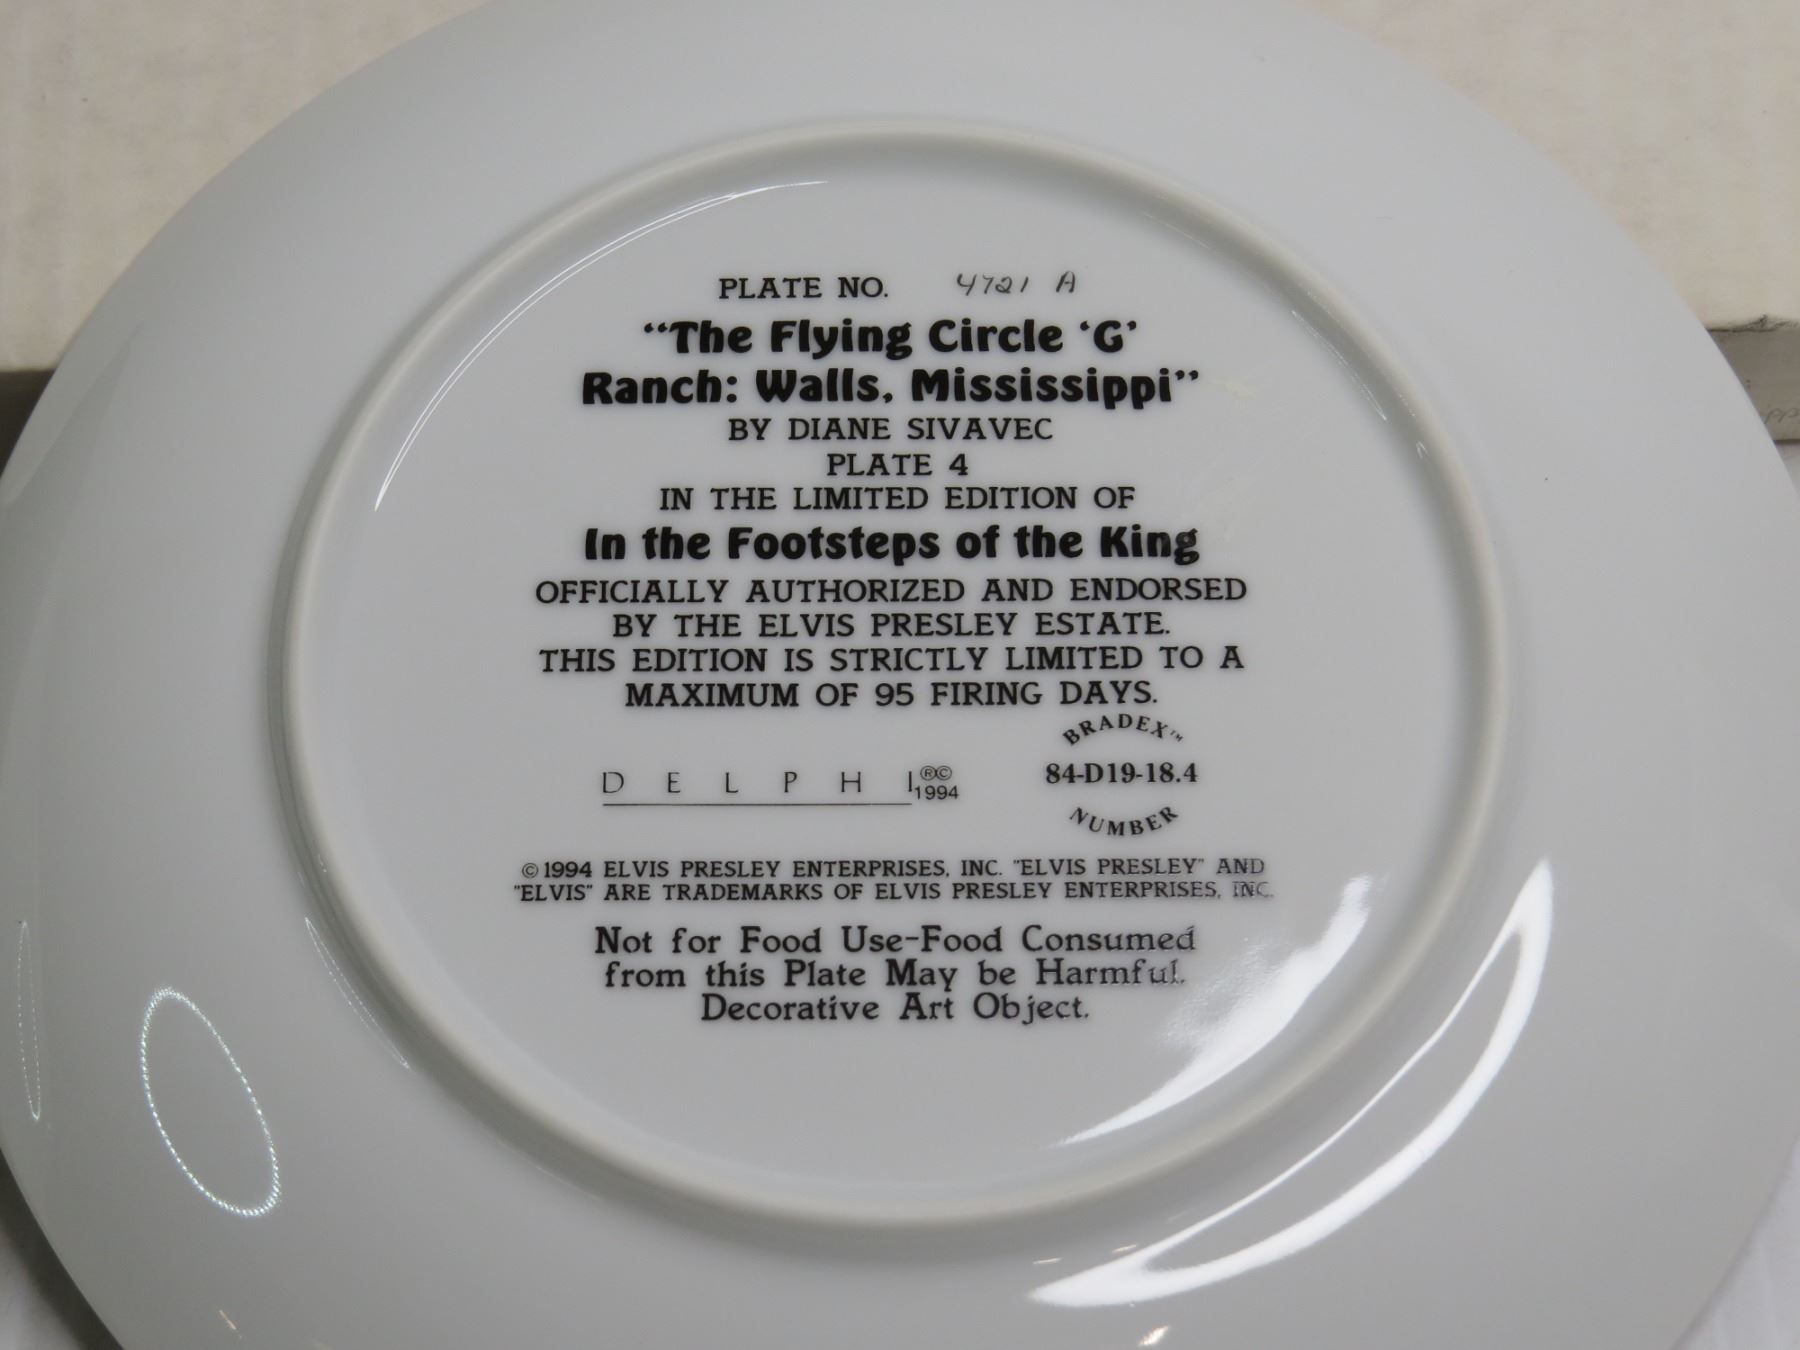 PLATE NO. 4721 A
“The Flying Circle ‘G’
Ranch: Walls, Mississippi”
BY DIANE SIVAVEC
PLATE 4
IN THE LIMITED EDITION OF
In the Footsteps of the King
OFFICIALLY AUTHORIZED AND ENDORSED
BY THE ELVIS PRESLEY ESTATE.
THIS EDITION IS STRICTLY LIMITED TO A
MAXIMUM OF 95 FIRING DAYS.
BRADEX™
DELPHI ®© 1994
84-D19-18.4
NUMBER
©1994 ELVIS PRESLEY ENTERPRISES, INC. "ELVIS PRESLEY" AND
"ELVIS" ARE TRADEMARKS OF ELVIS PRESLEY ENTERPRISES, INC.
Not for Food Use-Food Consumed
from this Plate May be Harmful.
Decorative Art Object.